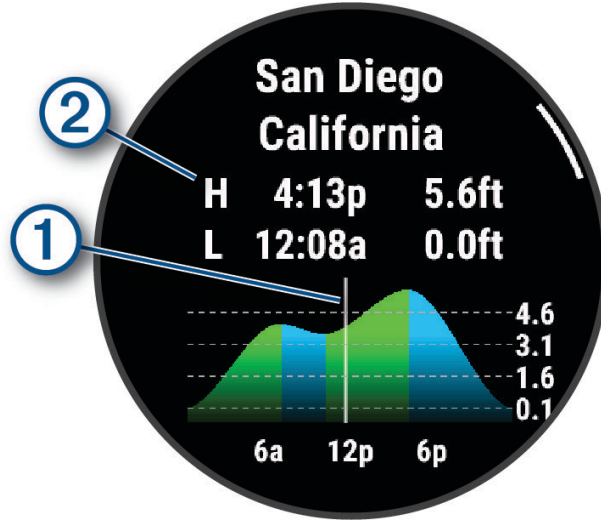 San Diego
California
2
H 4:13p 5.6ft
1
L 12:08a 0.0ft
4.6
3.1
1.6
0.1
6a 12p 6p